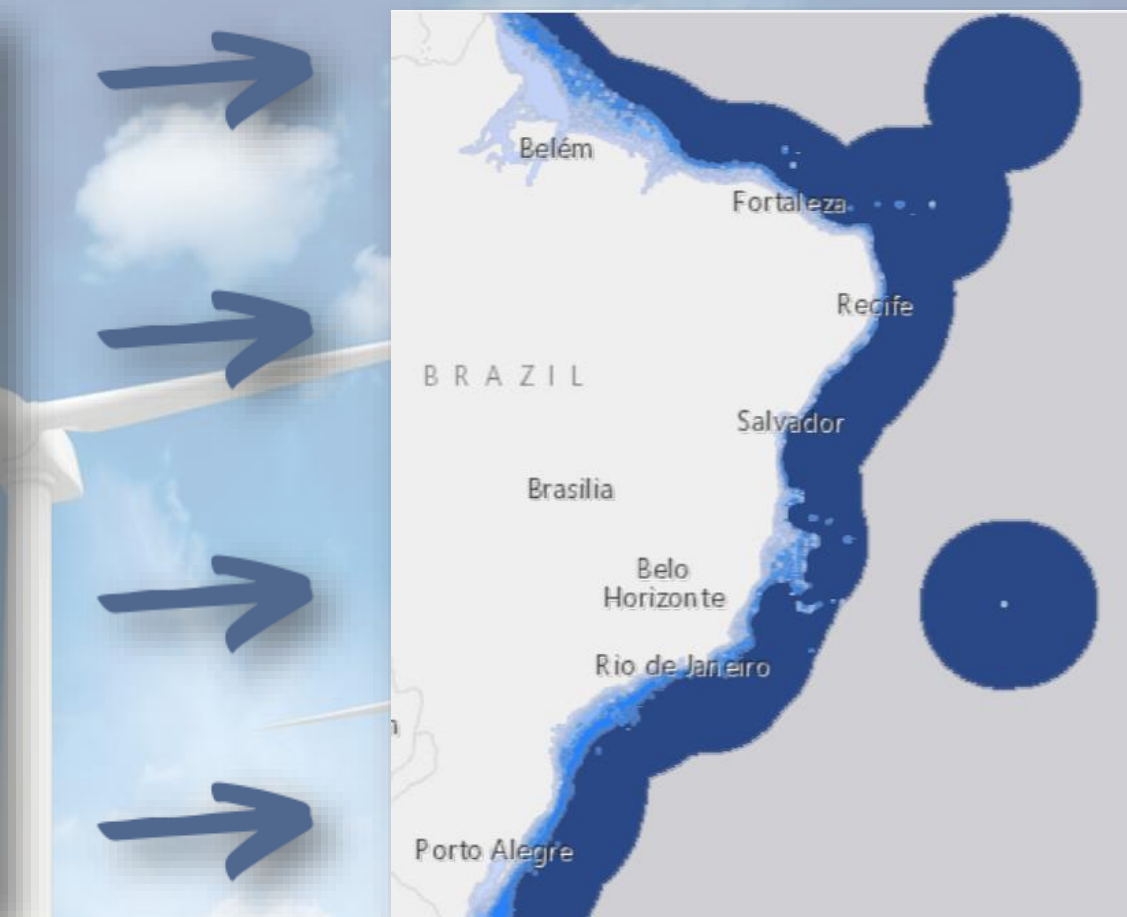 Belém
Fortaleza
Recife
BRAZIL
Salvador
Brasilia
Belo
Horizonte
Rio de Janeiro
Porto Alegre